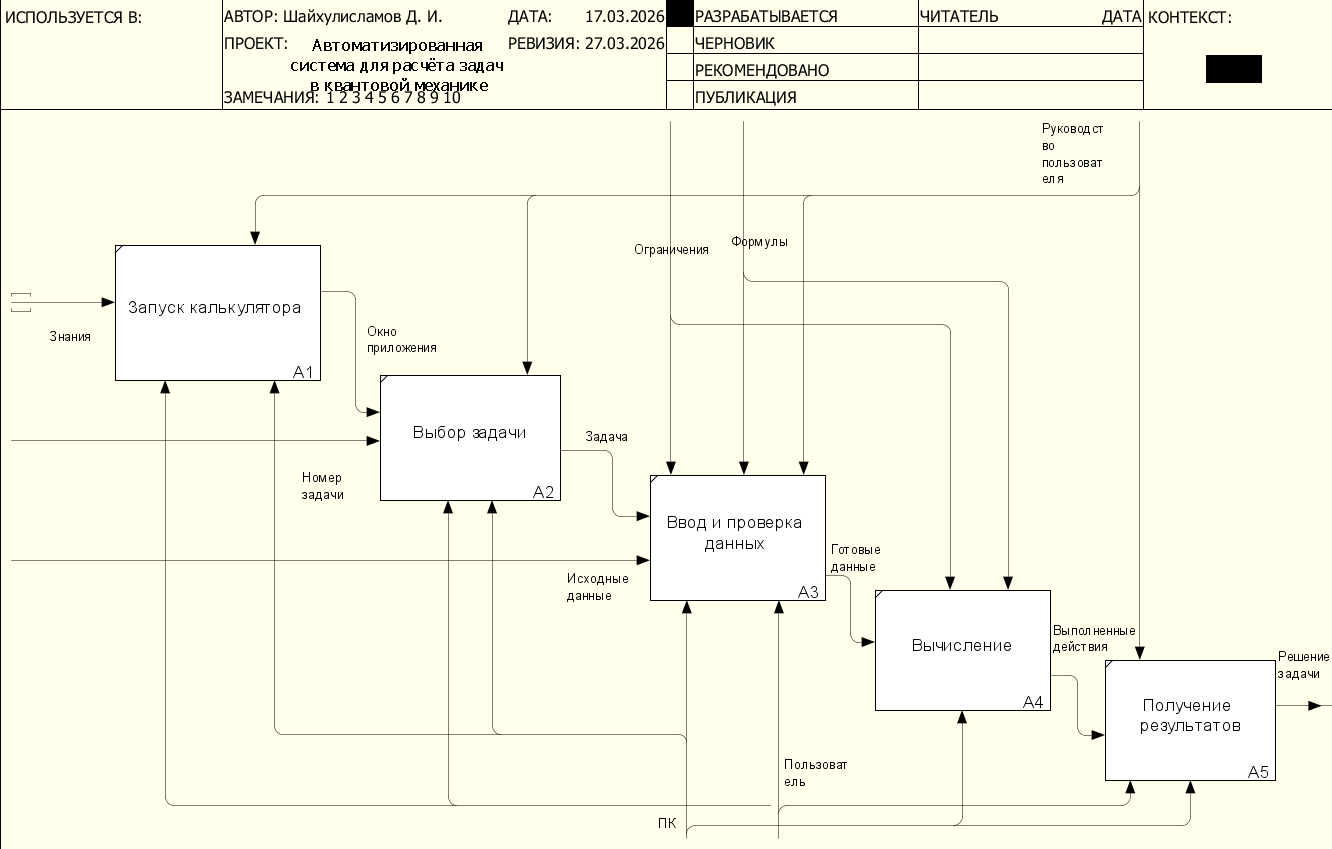 ИСПОЛЬЗУЕТСЯ В:
АВТОР: Шайхулисламов Д. И.
ДАТА: 17.03.2026
РАЗРАБАТЫВАЕТСЯ
ЧИТАТЕЛЬ
ДАТА
КОНТЕКСТ:
ПРОЕКТ: Автоматизированная
система для расчёта задач
в квантовой механике
РЕВИЗИЯ: 27.03.2026
ЧЕРНОВИК
РЕКОМЕНДОВАНО
ЗАМЕЧАНИЯ: 1 2 3 4 5 6 7 8 9 10
ПУБЛИКАЦИЯ
Руководст
во
пользоват
еля
Ограничения
Формулы
Запуск калькулятора
A1
Знания
Окно
приложения
Выбор задачи
A2
Номер
задачи
Задача
Ввод и проверка
данных
A3
Исходные
данные
Готовые
данные
Вычисление
A4
Выполненные
действия
Получение
результатов
A5
Решение
задачи
Пользоват
ель
ПК